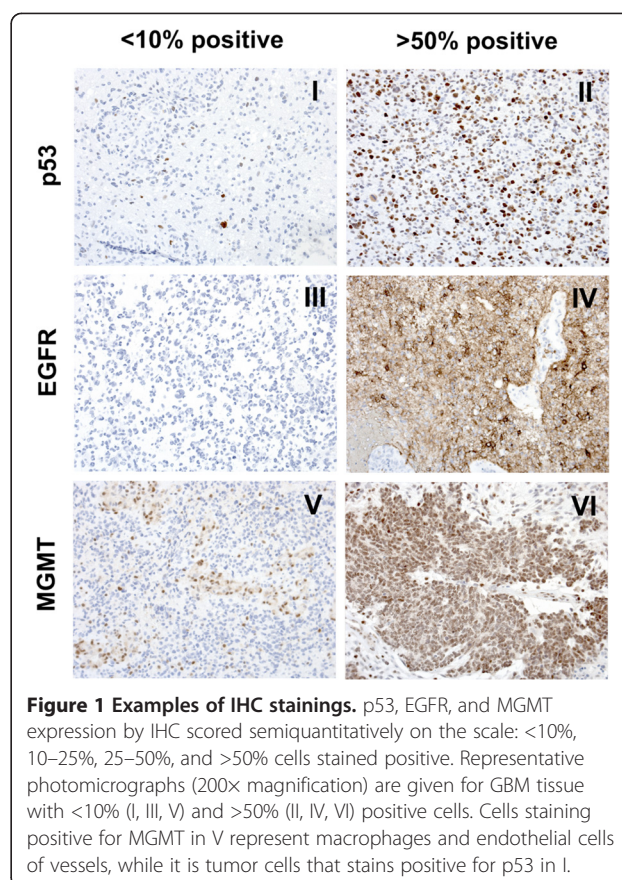 <10% positive
>50% positive
p53
I
II
EGFR
III
IV
MGMT
V
VI
Figure 1 Examples of IHC stainings. p53, EGFR, and MGMT
expression by IHC scored semiquantitatively on the scale: <10%,
10–25%, 25–50%, and >50% cells stained positive. Representative
photomicrographs (200× magnification) are given for GBM tissue
with <10% (I, III, V) and >50% (II, IV, VI) positive cells. Cells staining
positive for MGMT in V represent macrophages and endothelial cells
of vessels, while it is tumor cells that stains positive for p53 in I.